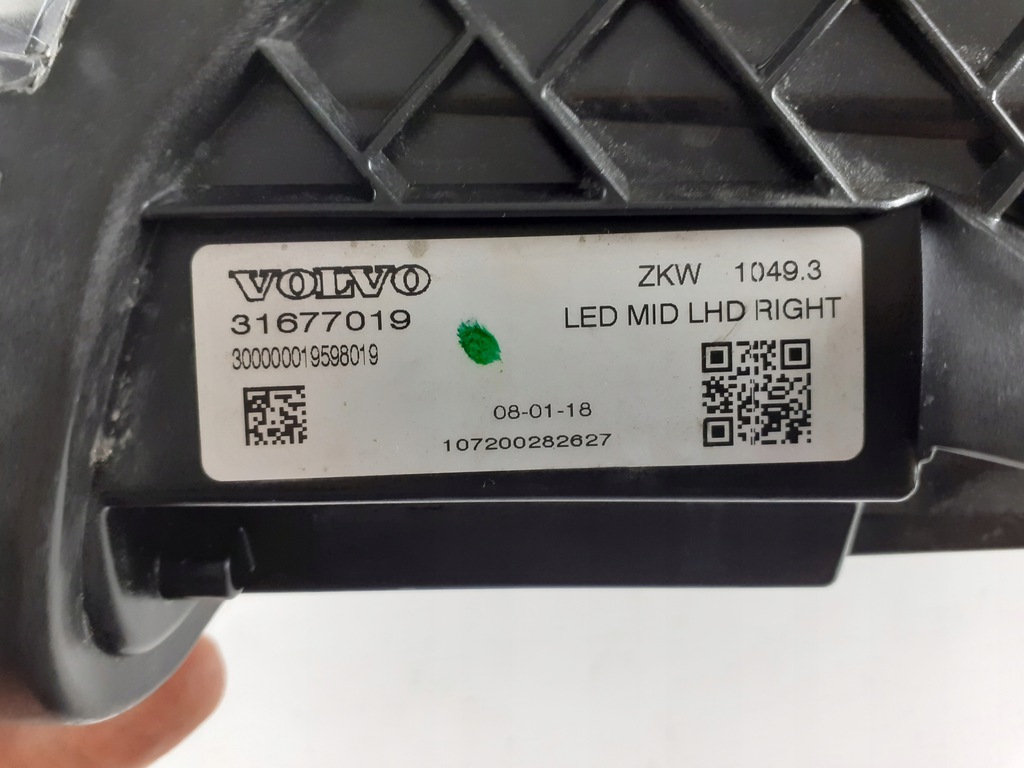 VOLVO
31677019
300000019598019
ZKW 1049.3
LED MID LHD RIGHT
08-01-18
107200282627